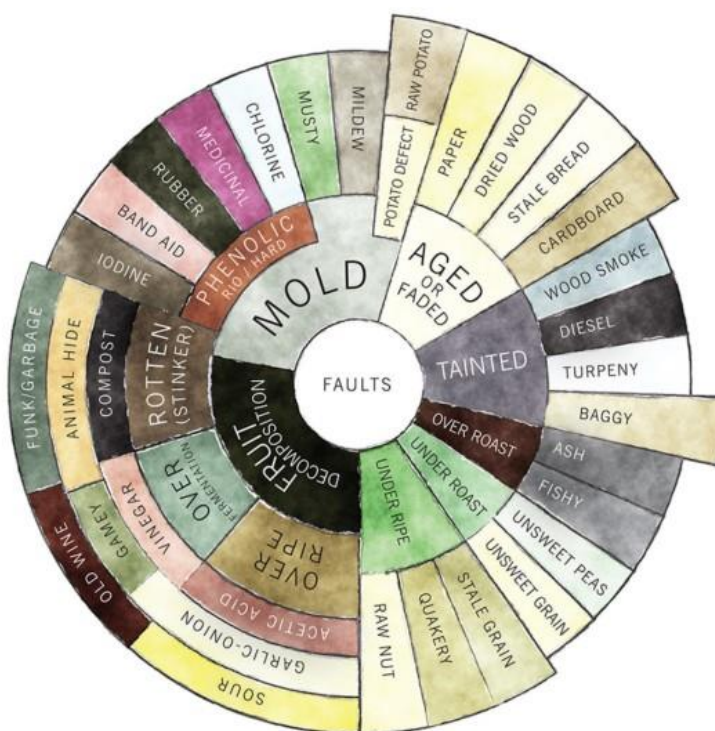 FAULTS
MOLD
PHENOLIC
RIO / HARD
IODINE
BAND AID
RUBBER
MEDICINAL
CHLORINE
MUSTY
MILDEW
AGED
OR
FADED
POTATO DEFECT
RAW POTATO
PAPER
DRIED WOOD
STALE BREAD
CARDBOARD
TAINTED
WOOD SMOKE
DIESEL
TURPENY
BAGGY
OVER ROAST
ASH
FISHY
UNDER ROAST
UNSWEET PEAS
UNSWEET GRAIN
UNDER RIPE
STALE GRAIN
QUAKERY
RAW NUT
FRUIT
DECOMPOSITION
OVER
RIPE
ACETIC ACID
GARLIC-ONION
SOUR
OVER
FERMENTATION
VINEGAR
GAMEY
OLD WINE
ROTTEN
(STINKER)
COMPOST
ANIMAL HIDE
FUNK/GARBAGE